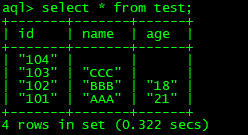 aql> select * from test;
+-------+-------+------+
| id    | name  | age  |
+-------+-------+------+
| "104" |       |      |
| "103" | "CCC" |      |
| "102" | "BBB" | "18" |
| "101" | "AAA" | "21" |
+-------+-------+------+
4 rows in set (0.322 secs)